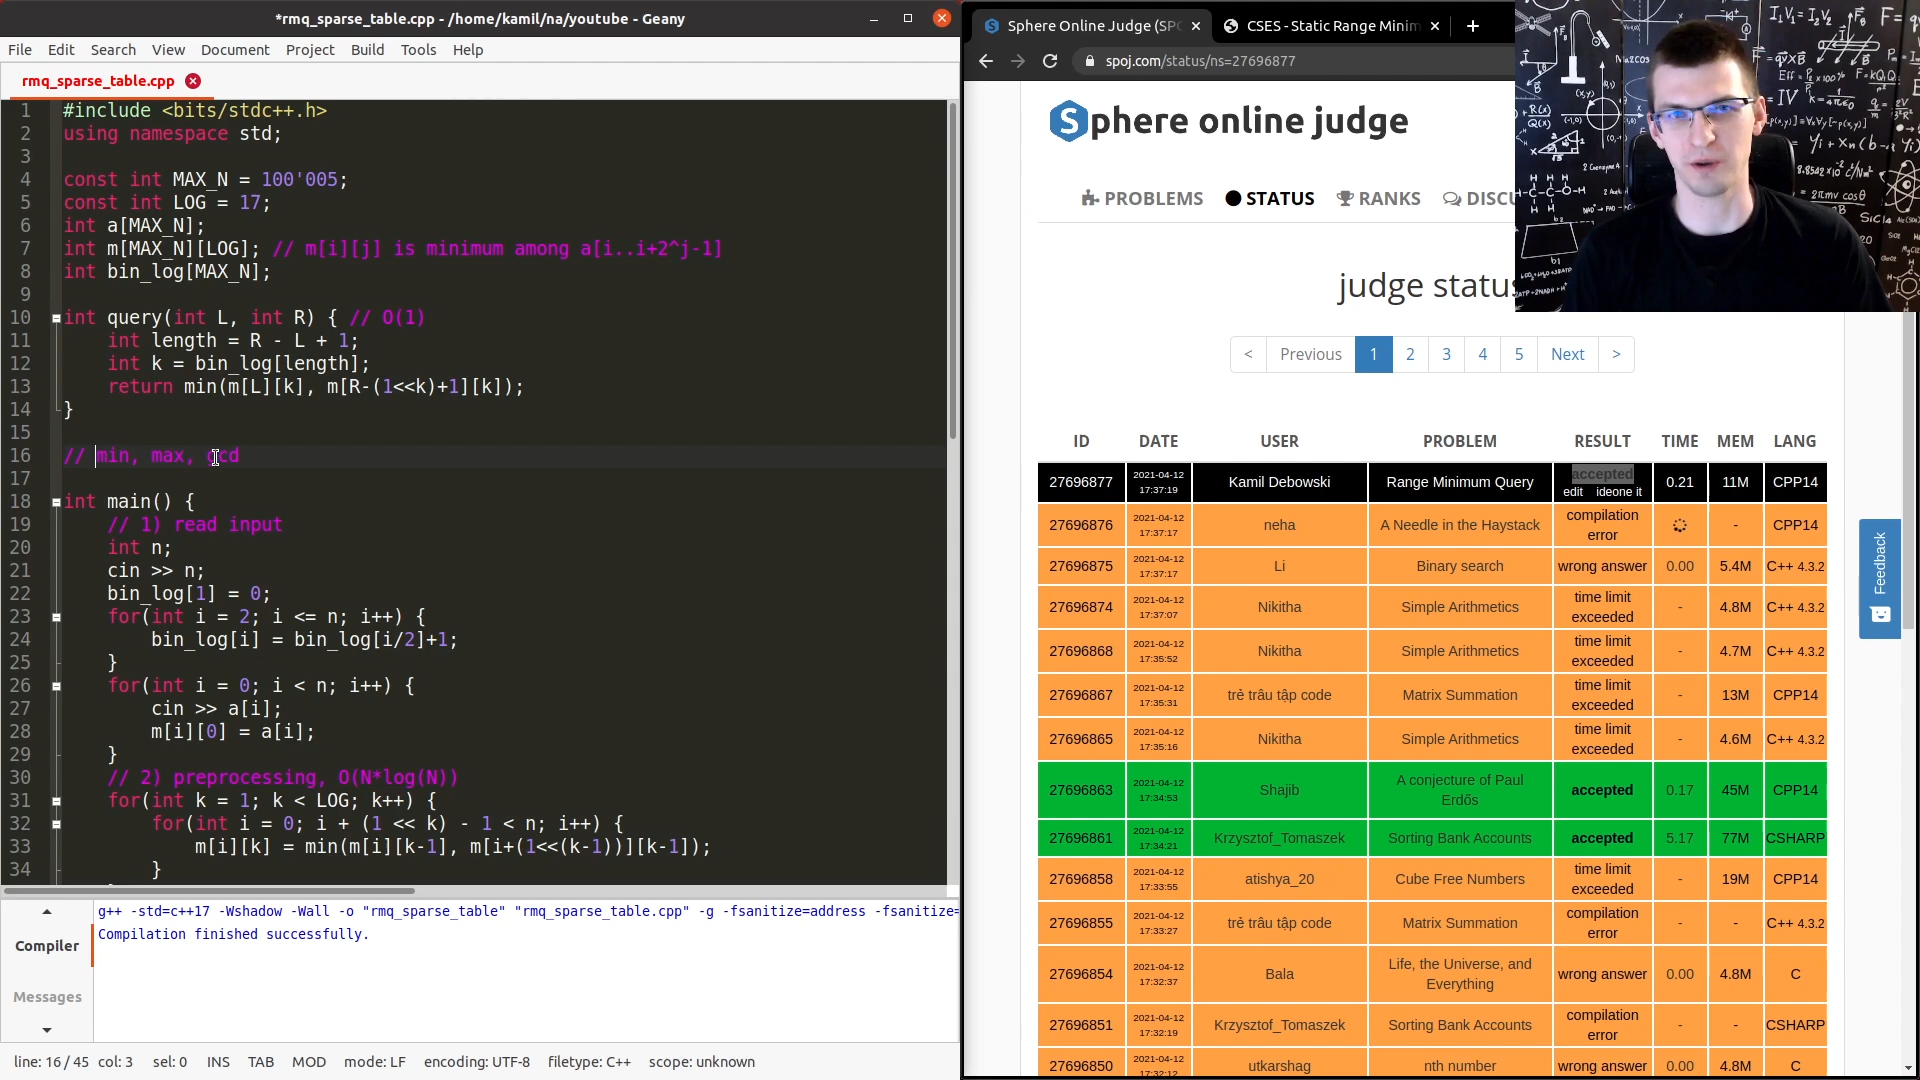 *rmq_sparse_table.cpp - /home/kamil/na/youtube - Geany
File Edit Search View Document Project Build Tools Help
rmq_sparse_table.cpp
1 #include <bits/stdc++.h>
2 using namespace std;
3
4 const int MAX_N = 100'005;
5 const int LOG = 17;
6 int a[MAX_N];
7 int m[MAX_N][LOG]; // m[i][j] is minimum among a[i..i+2^j-1]
8 int bin_log[MAX_N];
9
10 int query(int L, int R) { // O(1)
11 int length = R - L + 1;
12 int k = bin_log[length];
13 return min(m[L][k], m[R-(1<<k)+1][k]);
14 }
15
16 // min, max, gcd
17
18 int main() {
19 // 1) read input
20 int n;
21 cin >> n;
22 bin_log[1] = 0;
23 for(int i = 2; i <= n; i++) {
24 bin_log[i] = bin_log[i/2]+1;
25 }
26 for(int i = 0; i < n; i++) {
27 cin >> a[i];
28 m[i][0] = a[i];
29 }
30 // 2) preprocessing, O(N*log(N))
31 for(int k = 1; k < LOG; k++) {
32 for(int i = 0; i + (1 << k) - 1 < n; i++) {
33 m[i][k] = min(m[i][k-1], m[i+(1<<(k-1))][k-1]);
34 }
Compiler
Messages
g++ -std=c++17 -Wshadow -Wall -o "rmq_sparse_table" "rmq_sparse_table.cpp" -g -fsanitize=address -fsanitize=
Compilation finished successfully.
line: 16 / 45 col: 3 sel: 0 INS TAB MOD mode: LF encoding: UTF-8 filetype: C++ scope: unknown
Sphere Online Judge (SPO CSES - Static Range Minim
spoj.com/status/ns=27696877
Sphere online judge
PROBLEMS STATUS RANKS DISCU
judge statu
< Previous 1 2 3 4 5 Next >
ID DATE USER PROBLEM RESULT TIME MEM LANG
27696877 2021-04-12 17:37:19 Kamil Debowski Range Minimum Query accepted edit ideone it 0.21 11M CPP14
27696876 2021-04-12 17:37:17 neha A Needle in the Haystack compilation error - CPP14
27696875 2021-04-12 17:37:17 Li Binary search wrong answer 0.00 5.4M C++ 4.3.2
27696874 2021-04-12 17:37:07 Nikitha Simple Arithmetics time limit exceeded - 4.8M C++ 4.3.2
27696868 2021-04-12 17:35:52 Nikitha Simple Arithmetics time limit exceeded - 4.7M C++ 4.3.2
27696867 2021-04-12 17:35:31 trẻ trâu tập code Matrix Summation time limit exceeded - 13M CPP14
27696865 2021-04-12 17:35:16 Nikitha Simple Arithmetics time limit exceeded - 4.6M C++ 4.3.2
27696863 2021-04-12 17:34:53 Shajib A conjecture of Paul Erdős accepted 0.17 45M CPP14
27696861 2021-04-12 17:34:21 Krzysztof_Tomaszek Sorting Bank Accounts accepted 5.17 77M CSHARP
27696858 2021-04-12 17:33:55 atishya_20 Cube Free Numbers time limit exceeded - 19M CPP14
27696855 2021-04-12 17:33:27 trẻ trâu tập code Matrix Summation compilation error - - C++ 4.3.2
27696854 2021-04-12 17:32:37 Bala Life, the Universe, and Everything wrong answer 0.00 4.8M C
27696851 2021-04-12 17:32:19 Krzysztof_Tomaszek Sorting Bank Accounts compilation error - - CSHARP
27696850 2021-04-12 17:32:12 utkarshag nth number wrong answer 0.00 4.8M C
Feedback